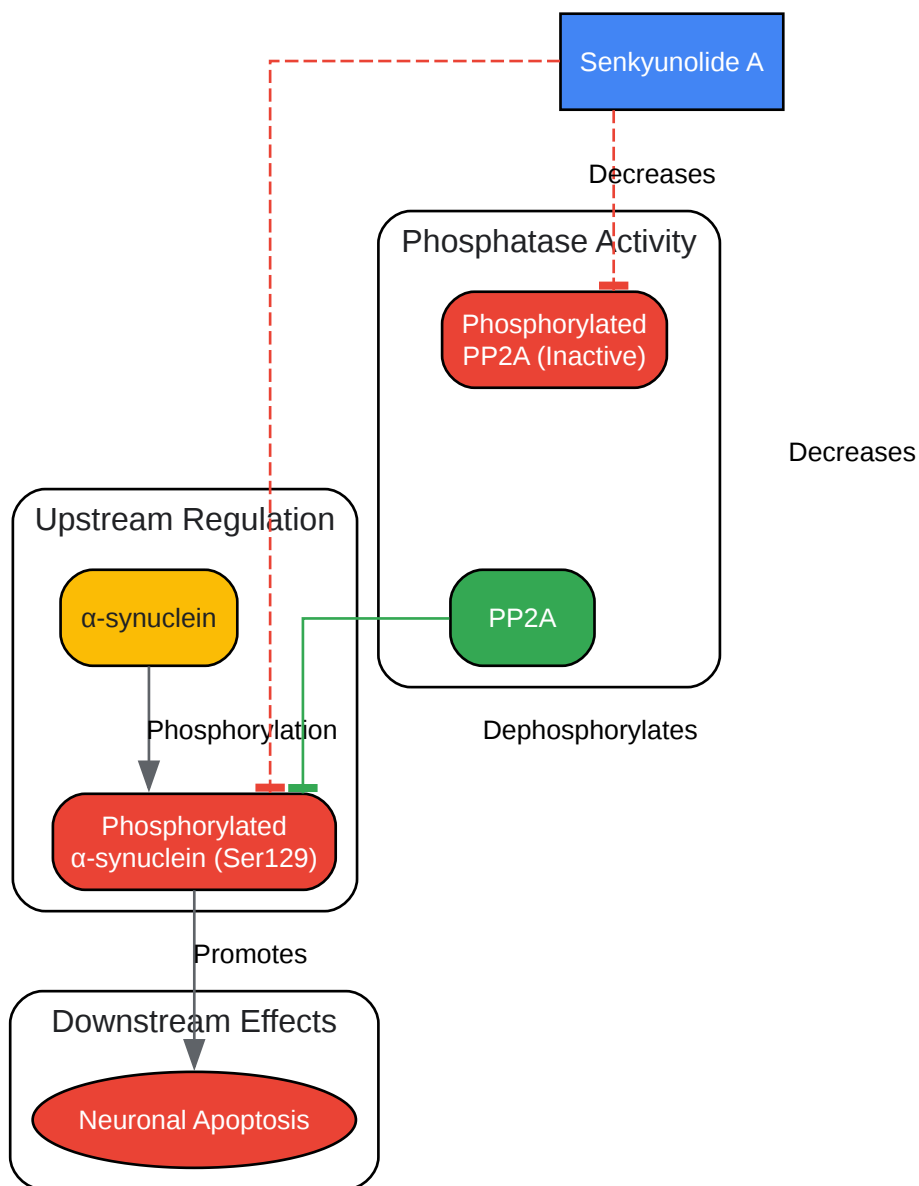 Senkyunolide A
Decreases
Phosphatase Activity
Phosphorylated
PP2A (Inactive)
Decreases
Upstream Regulation
α-synuclein
PP2A
Phosphorylation
Dephosphorylates
Phosphorylated
α-synuclein (Ser129)
Promotes
Downstream Effects
Neuronal Apoptosis